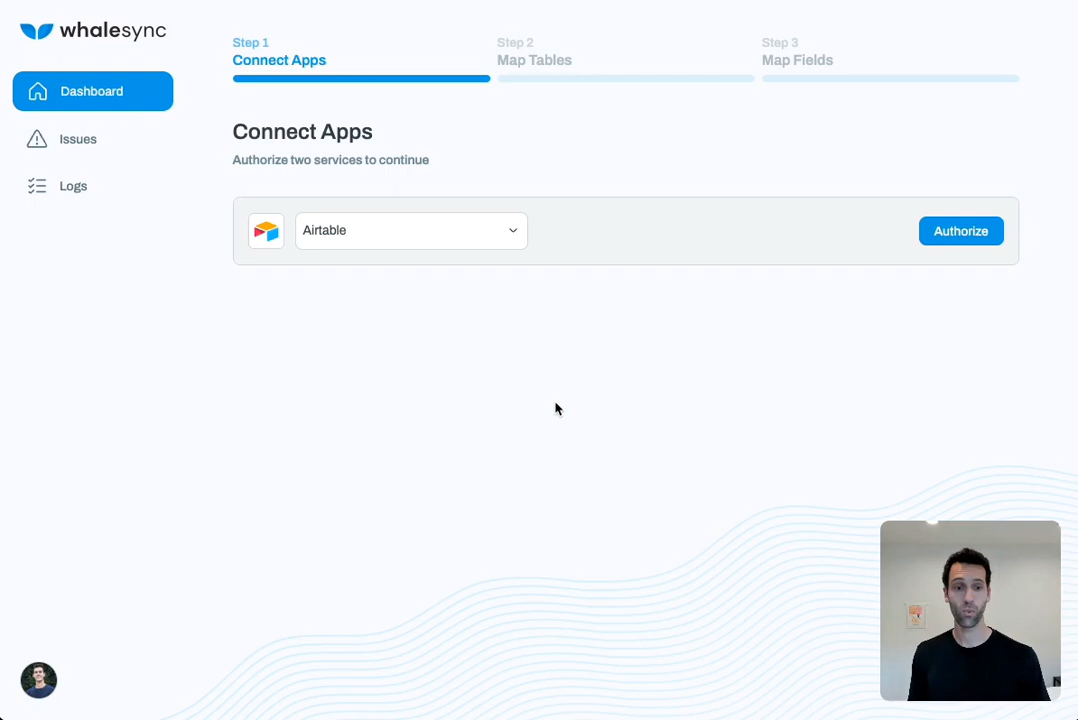 whalesync
Dashboard
Issues
Logs
Step 1
Connect Apps
Step 2
Map Tables
Step 3
Map Fields
Connect Apps
Authorize two services to continue
Airtable
Authorize